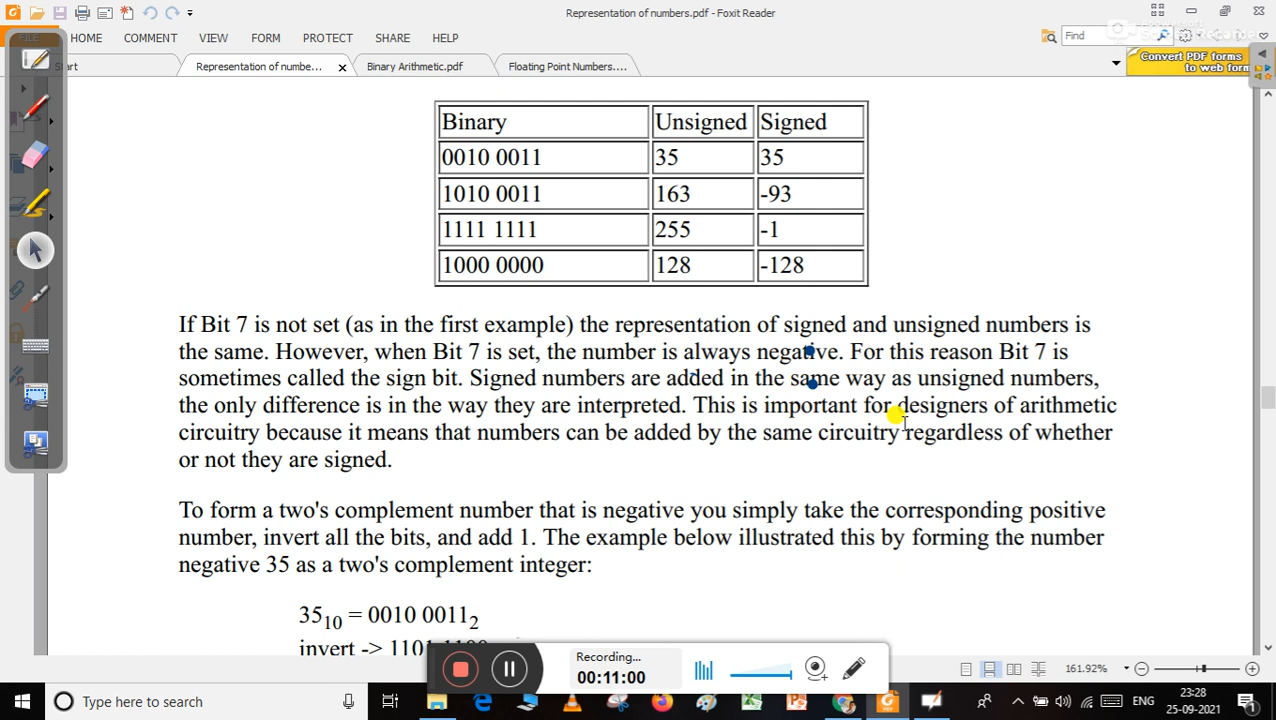 Representation of numbers.pdf - Foxit Reader
FILE HOME COMMENT VIEW FORM PROTECT SHARE HELP
Find
Start Representation of numbe... Binary Arithmetic.pdf Floating Point Numbers....
Convert PDF forms
to web form
Binary Unsigned Signed
0010 0011 35 35
1010 0011 163 -93
1111 1111 255 -1
1000 0000 128 -128
If Bit 7 is not set (as in the first example) the representation of signed and unsigned numbers is
the same. However, when Bit 7 is set, the number is always negative. For this reason Bit 7 is
sometimes called the sign bit. Signed numbers are added in the same way as unsigned numbers,
the only difference is in the way they are interpreted. This is important for designers of arithmetic
circuitry because it means that numbers can be added by the same circuitry regardless of whether
or not they are signed.
To form a two's complement number that is negative you simply take the corresponding positive
number, invert all the bits, and add 1. The example below illustrated this by forming the number
negative 35 as a two's complement integer:
35₁₀ = 0010 0011₂
invert -> 1101 1100
Recording...
00:11:00
161.92%
Type here to search
ENG
23:28
25-09-2021